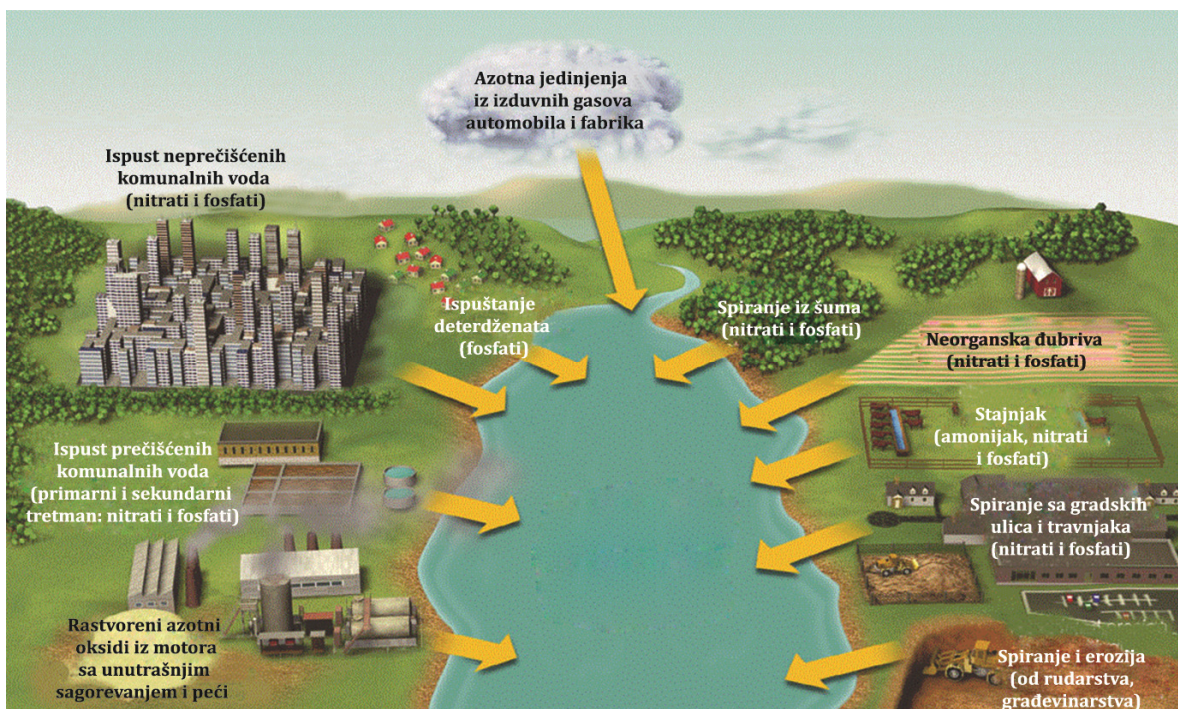 Azotna jedinjenja
iz izduvnih gasova
automobila i fabrika
Ispust neprečišćenih
komunalnih voda
(nitrati i fosfati)
Ispuštanje
deterdženata
(fosfati)
Spiranje iz šuma
(nitrati i fosfati)
Neorganska đubriva
(nitrati i fosfati)
Stajnjak
(amonijak, nitrati
i fosfati)
Ispust prečišćenih
komunalnih voda
(primarni i sekundarni
tretman: nitrati i fosfati)
Spiranje sa gradskih
ulica i travnjaka
(nitrati i fosfati)
Rastvoreni azotni
oksidi iz motora
sa unutrašnjim
sagorevanjem i peći
Spiranje i erozija
(od rudarstva,
građevinarstva)